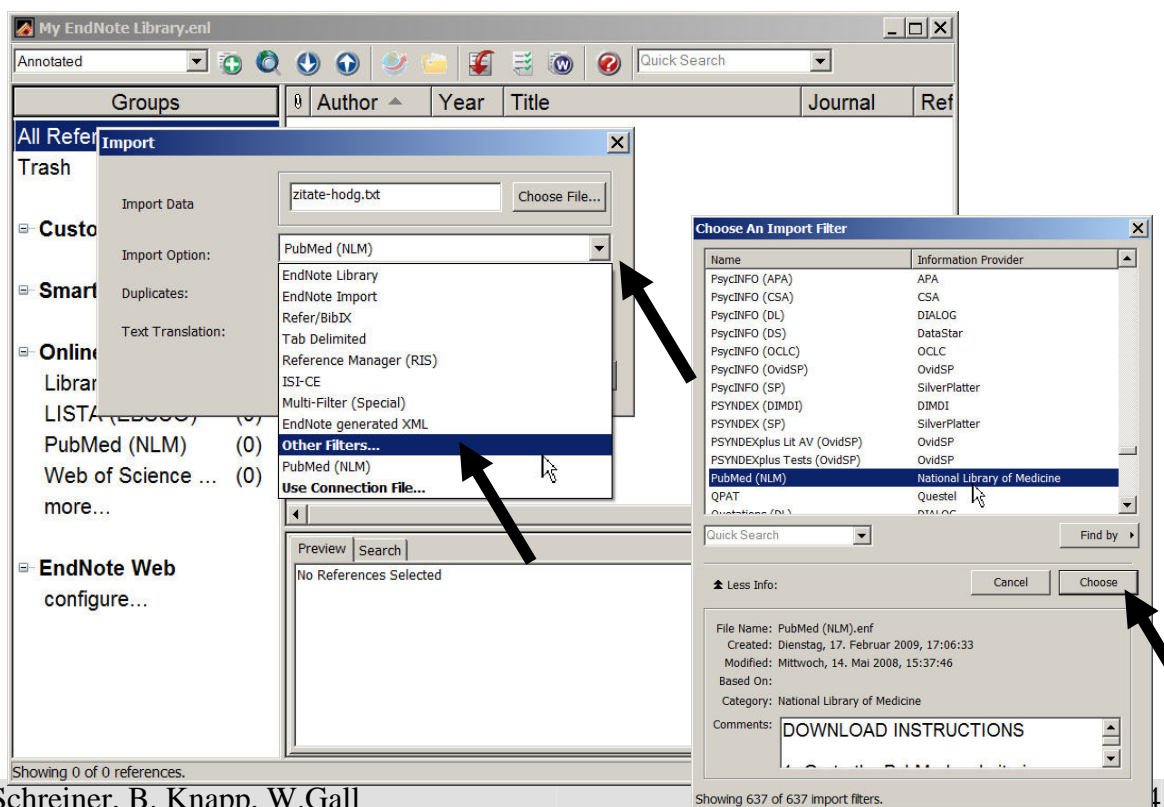 My EndNote Library.enl
Annotated
Quick Search
Groups
Author
Year
Title
Journal
Ref
All Refer
Trash
Custo
Smart
Online
Librar
LISTA (EBSCO) (0)
PubMed (NLM) (0)
Web of Science ... (0)
more...
EndNote Web
configure...
Import
Import Data
zitate-hodg.txt
Choose File...
Import Option:
PubMed (NLM)
Duplicates:
Text Translation:
EndNote Library
EndNote Import
Refer/BibIX
Tab Delimited
Reference Manager (RIS)
ISI-CE
Multi-Filter (Special)
EndNote generated XML
Other Filters...
PubMed (NLM)
Use Connection File...
Preview
Search
No References Selected
Showing 0 of 0 references.
Choose An Import Filter
Name Information Provider
PsycINFO (APA) APA
PsycINFO (CSA) CSA
PsycINFO (DL) DIALOG
PsycINFO (DS) DataStar
PsycINFO (OCLC) OCLC
PsycINFO (OvidSP) OvidSP
PsycINFO (SP) SilverPlatter
PSYNDEX (DIMDI) DIMDI
PSYNDEX (SP) SilverPlatter
PSYNDEXplus Lit AV (OvidSP) OvidSP
PSYNDEXplus Tests (OvidSP) OvidSP
PubMed (NLM) National Library of Medicine
QPAT Questel
Quotations (DL) DIALOG
Quick Search
Find by
Less Info:
Cancel
Choose
File Name: PubMed (NLM).enf
Created: Dienstag, 17. Februar 2009, 17:06:33
Modified: Mittwoch, 14. Mai 2008, 15:37:46
Based On:
Category: National Library of Medicine
Comments:
DOWNLOAD INSTRUCTIONS
Showing 637 of 637 import filters.
Schreiner, B. Knapp, W.Gall